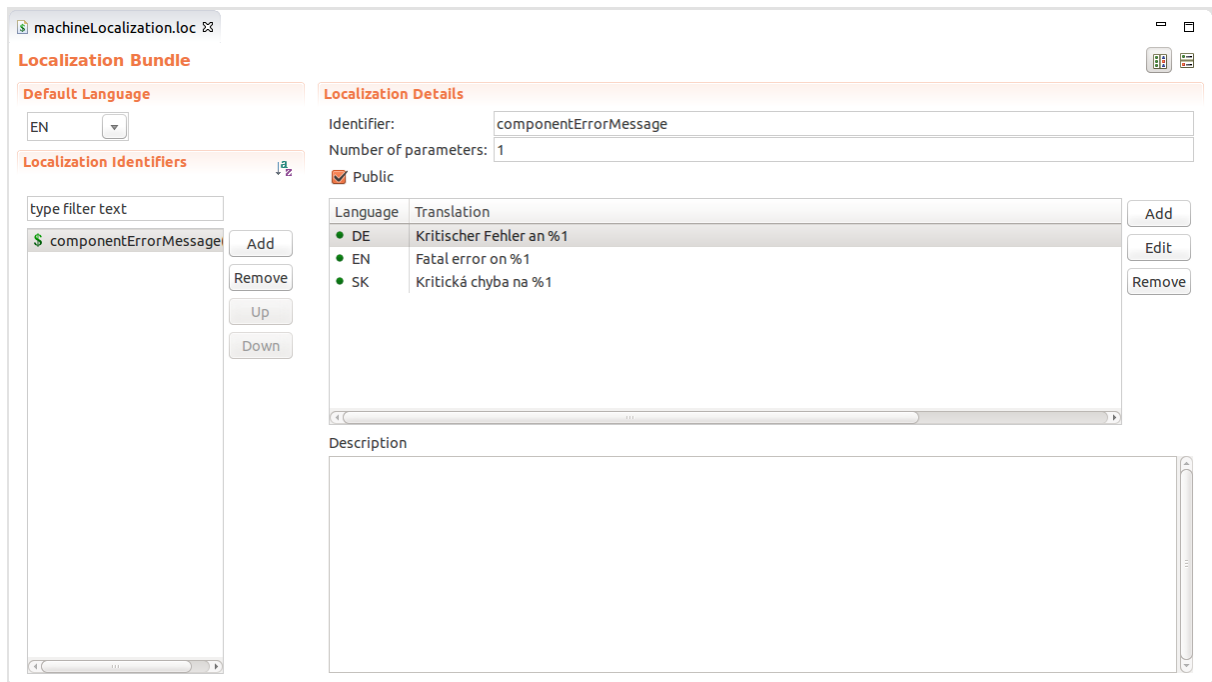 machineLocalization.loc
Localization Bundle
Default Language
EN
Localization Identifiers
type filter text
$ componentErrorMessage(
Add
Remove
Up
Down
Localization Details
Identifier: componentErrorMessage
Number of parameters: 1
Public
Language Translation
DE Kritischer Fehler an %1
EN Fatal error on %1
SK Kritická chyba na %1
Add
Edit
Remove
Description